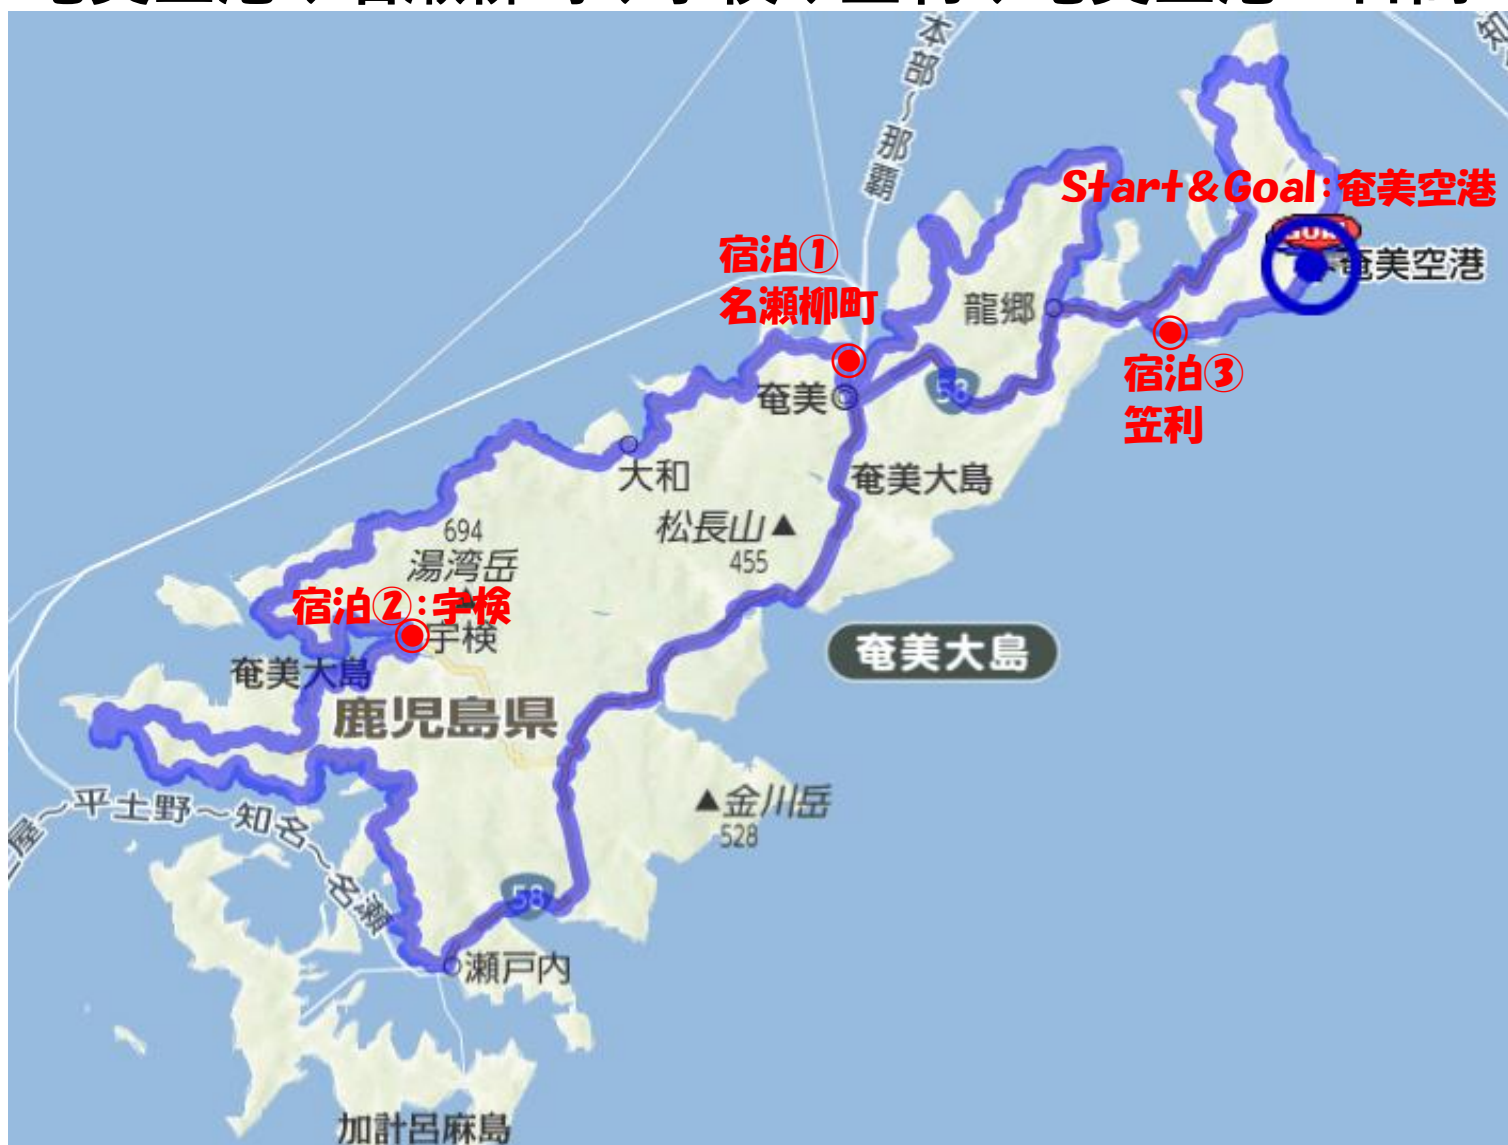 本部～那覇
Start&Goal:奄美空港
奄美空港
宿泊①
名瀬柳町
龍郷
宿泊③
笠利
58
奄美
大和
奄美大島
松長山
455
694
湯湾岳
宿泊②:宇検
宇検
奄美大島
奄美大島
鹿児島県
金川岳
528
～平土野～知名～名瀬
58
瀬戸内
加計呂麻島